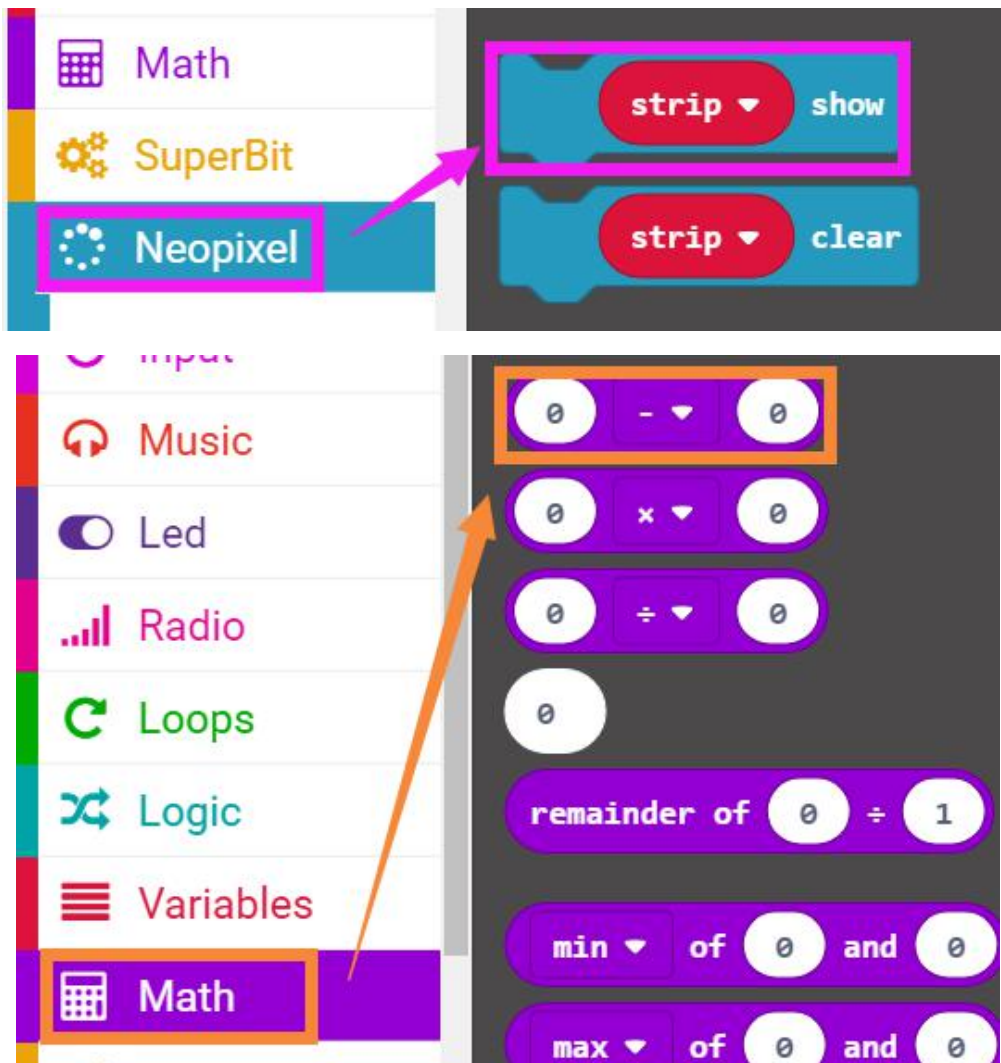 Math
SuperBit
Neopixel
strip show
strip clear
Input
Music
Led
Radio
Loops
Logic
Variables
Math
0 - 0
0 × 0
0 ÷ 0
0
remainder of 0 ÷ 1
min of 0 and 0
max of 0 and 0